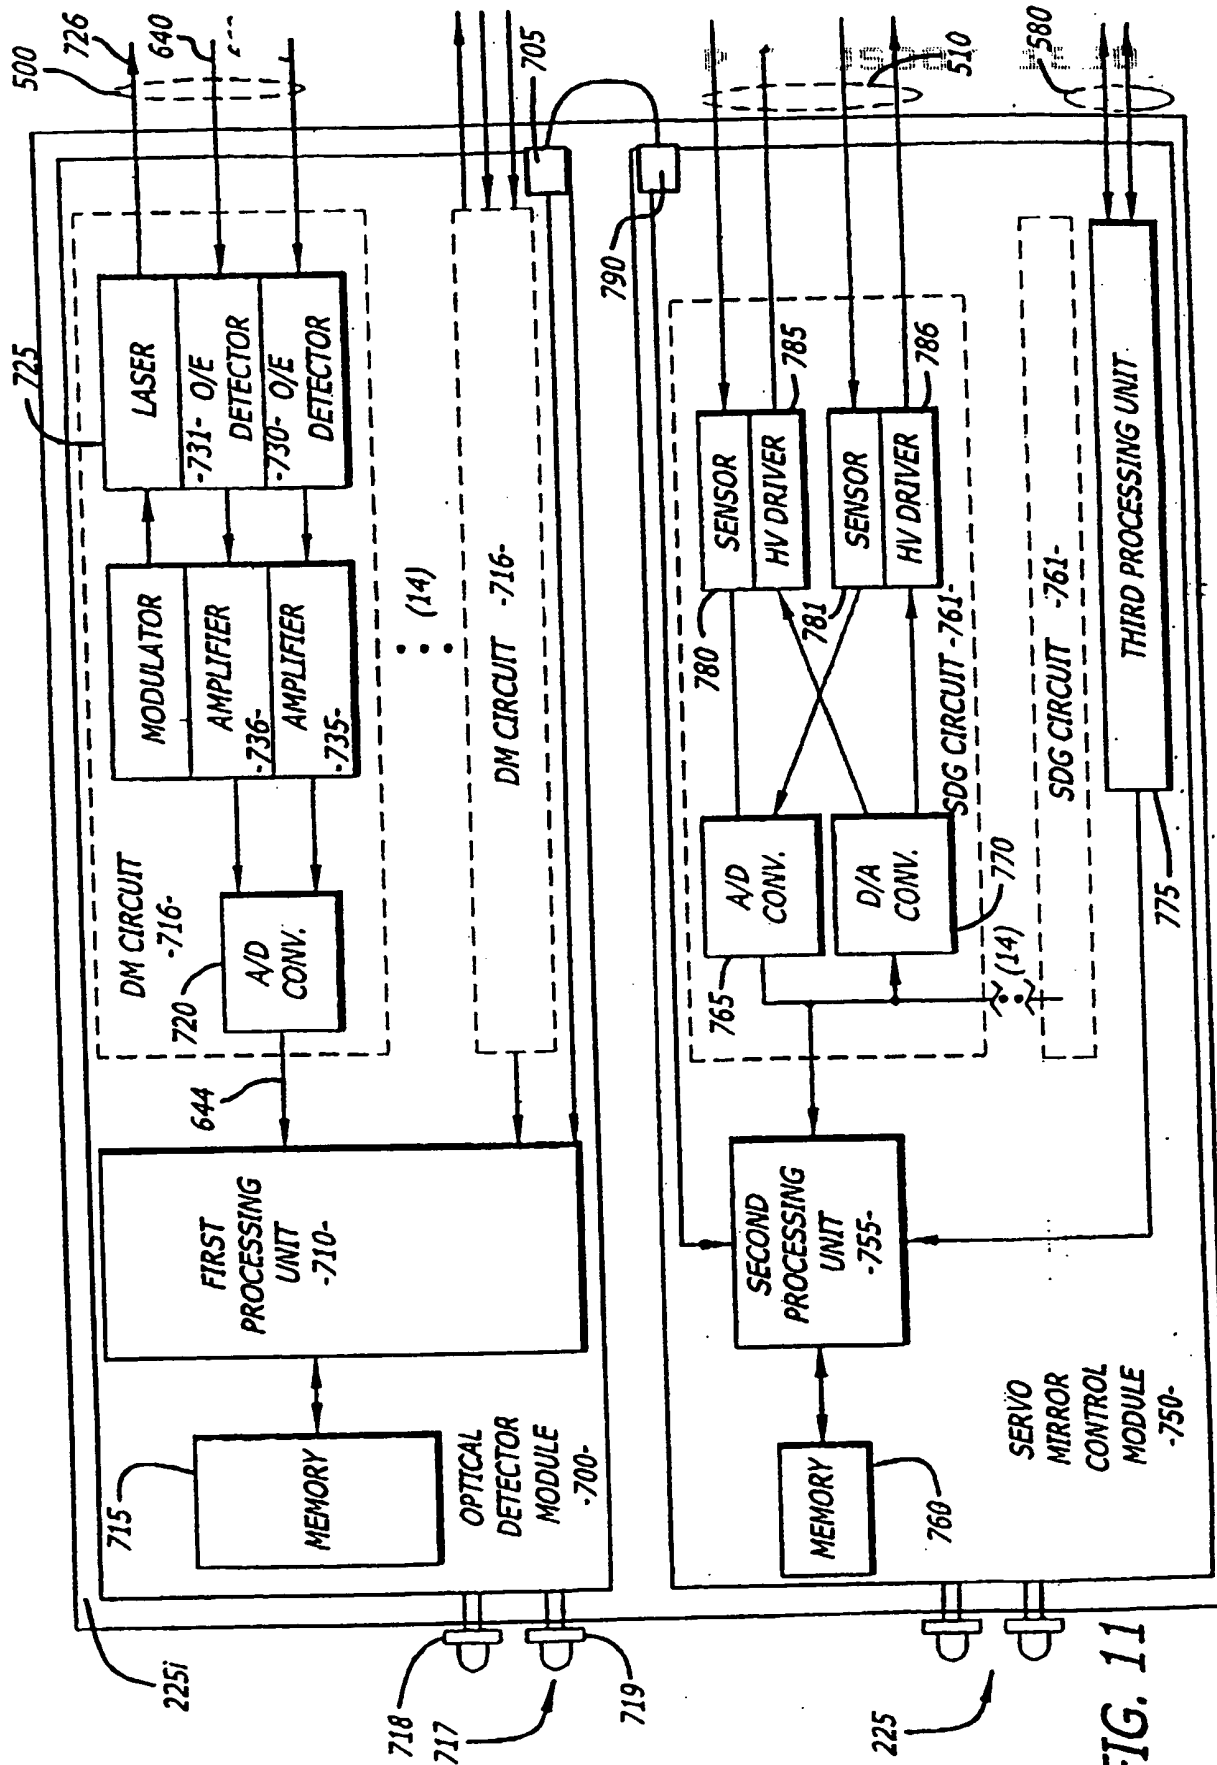 500
726
640
725
LASER
-731- O/E
DETECTOR
-730- O/E
DETECTOR
MODULATOR
AMPLIFIER
-736-
AMPLIFIER
-735-
DM CIRCUIT
-716-
720
A/D
CONV.
644
FIRST
PROCESSING
UNIT
-710-
715
MEMORY
OPTICAL
DETECTOR
MODULE
-700-
225i
718
717
719
(14)
DM CIRCUIT -716-
705
790
510
580
SENSOR
HV DRIVER
785
780
SENSOR
HV DRIVER
786
781
SDG CIRCUIT -761-
A/D
CONV.
765
D/A
CONV.
770
(14)
SDG CIRCUIT -761-
THIRD PROCESSING UNIT
775
SECOND
PROCESSING
UNIT
-755-
MEMORY
760
SERVO
MIRROR
CONTROL
MODULE
-750-
225
FIG. 11